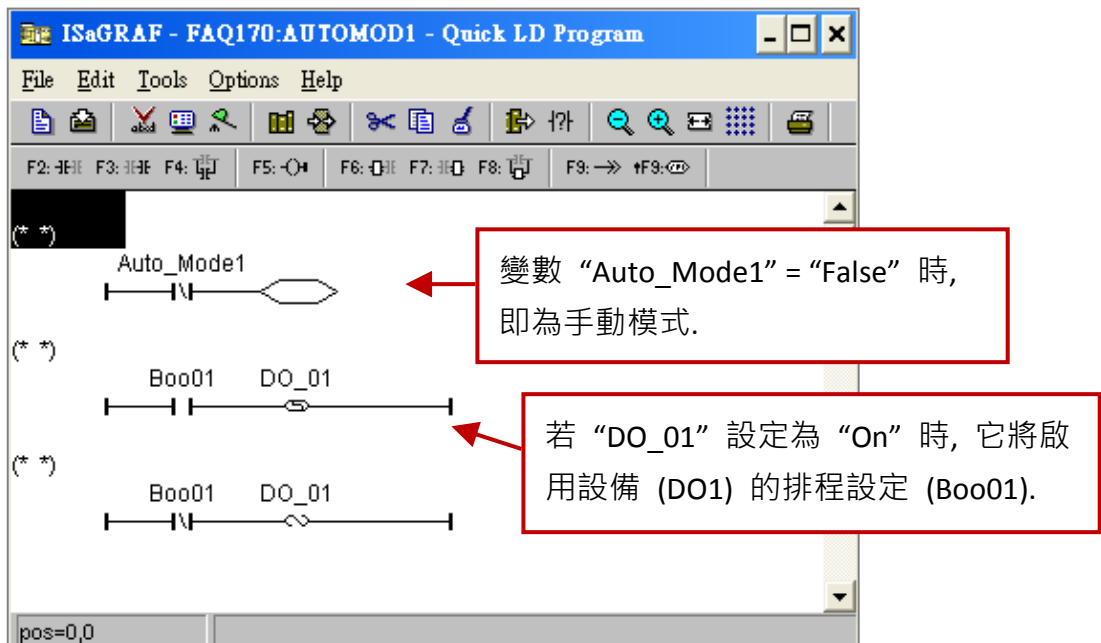 ISaGRAF - FAQ170:AUTOMOD1 - Quick LD Program
File Edit Tools Options Help
abcd
F2: F3: F4: F5: F6: F7: F8: F9: ↑F9:
(* *)
Auto_Mode1
變數 “Auto_Mode1” = “False” 時,
即為手動模式.
(* *)
Boo01 DO_01
若 “DO_01” 設定為 “On” 時, 它將啟
用設備 (DO1) 的排程設定 (Boo01).
(* *)
Boo01 DO_01
pos=0,0